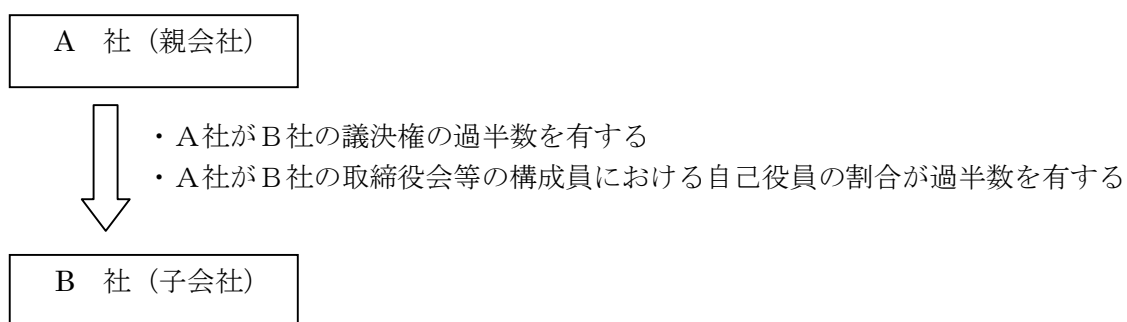 A 社（親会社）
・Ａ社がＢ社の議決権の過半数を有する
・Ａ社がＢ社の取締役会等の構成員における自己役員の割合が過半数を有する
B 社（子会社）